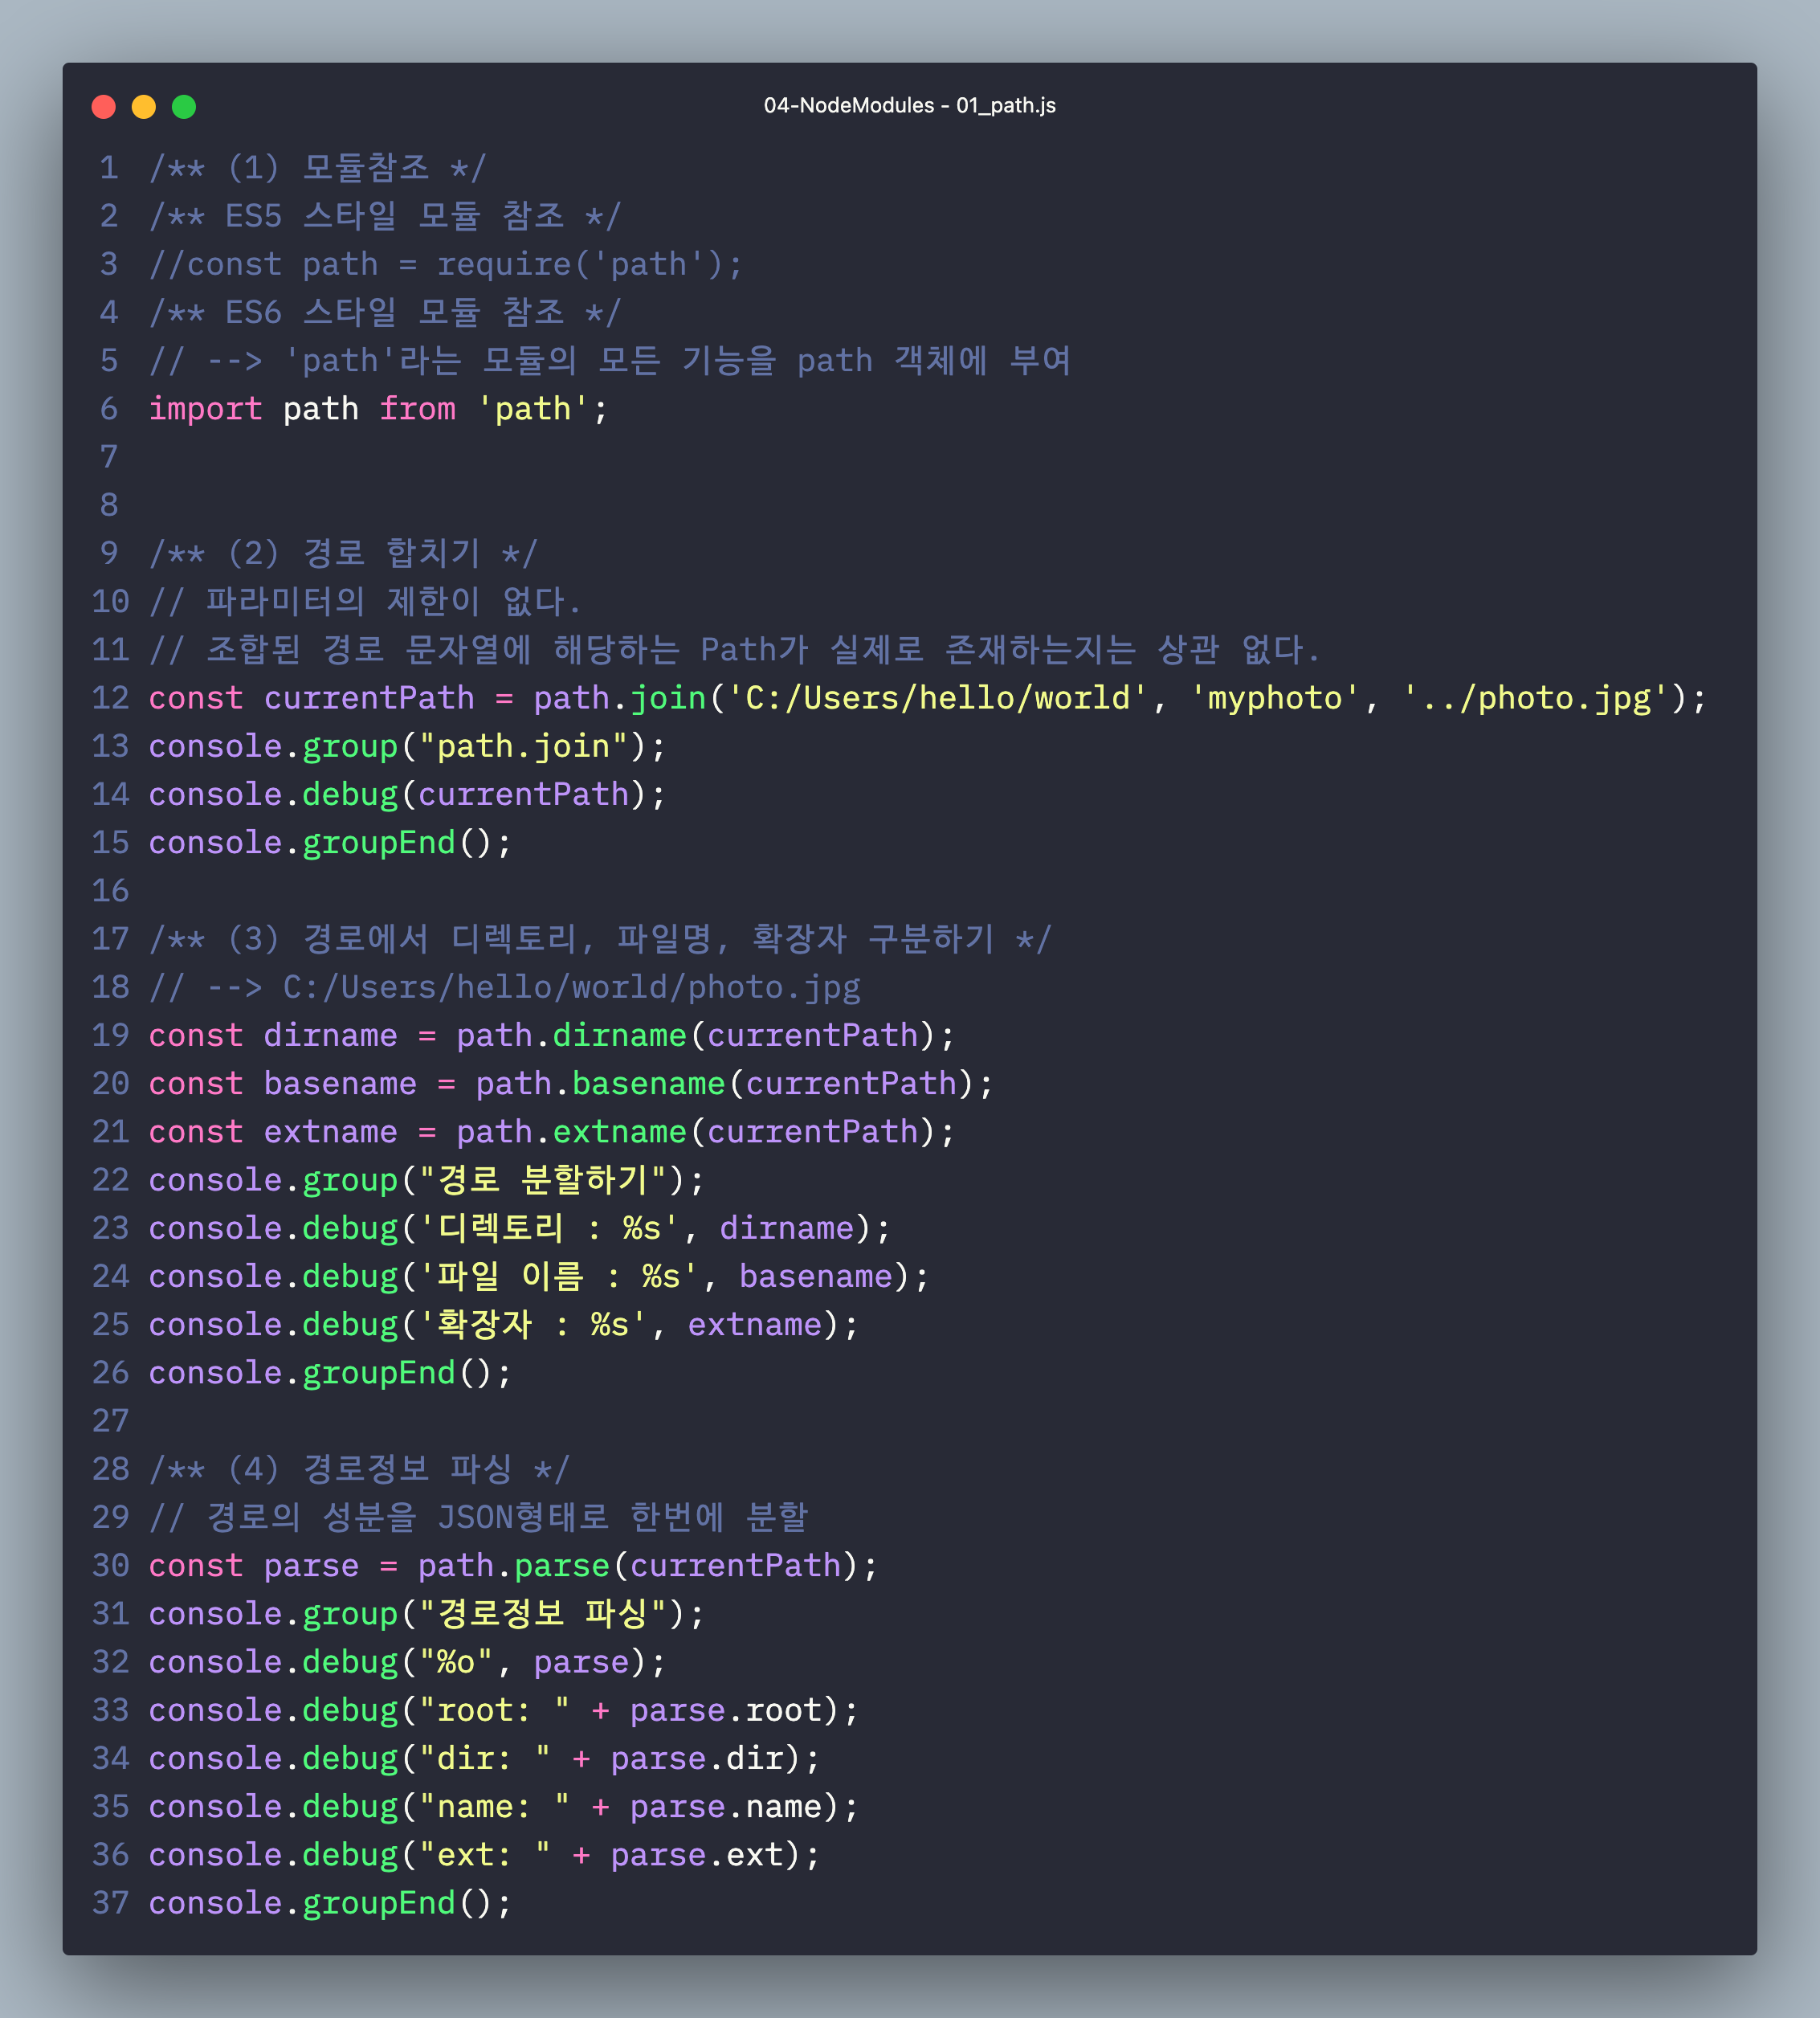 04-NodeModules - 01_path.js
1 /** (1) 모듈참조 */
2 /** ES5 스타일 모듈 참조 */
3 //const path = require('path');
4 /** ES6 스타일 모듈 참조 */
5 // --> 'path'라는 모듈의 모든 기능을 path 객체에 부여
6 import path from 'path';
7
8
9 /** (2) 경로 합치기 */
10 // 파라미터의 제한이 없다.
11 // 조합된 경로 문자열에 해당하는 Path가 실제로 존재하는지는 상관 없다.
12 const currentPath = path.join('C:/Users/hello/world', 'myphoto', '../photo.jpg');
13 console.group("path.join");
14 console.debug(currentPath);
15 console.groupEnd();
16
17 /** (3) 경로에서 디렉토리, 파일명, 확장자 구분하기 */
18 // --> C:/Users/hello/world/photo.jpg
19 const dirname = path.dirname(currentPath);
20 const basename = path.basename(currentPath);
21 const extname = path.extname(currentPath);
22 console.group("경로 분할하기");
23 console.debug('디렉토리 : %s', dirname);
24 console.debug('파일 이름 : %s', basename);
25 console.debug('확장자 : %s', extname);
26 console.groupEnd();
27
28 /** (4) 경로정보 파싱 */
29 // 경로의 성분을 JSON형태로 한번에 분할
30 const parse = path.parse(currentPath);
31 console.group("경로정보 파싱");
32 console.debug("%o", parse);
33 console.debug("root: " + parse.root);
34 console.debug("dir: " + parse.dir);
35 console.debug("name: " + parse.name);
36 console.debug("ext: " + parse.ext);
37 console.groupEnd();